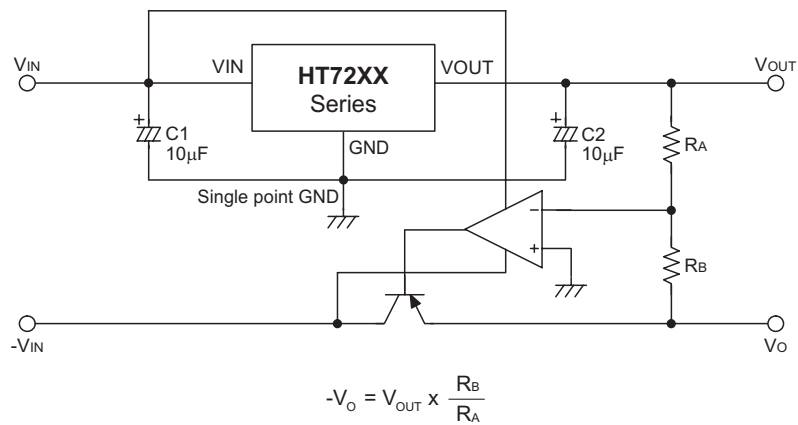 VIN
VIN
HT72XX
Series
VOUT
VOUT
+
C1
10μF
GND
+
C2
10μF
RA
Single point GND
−
+
RB
-VIN
VO
-VO = VOUT x RB
RA